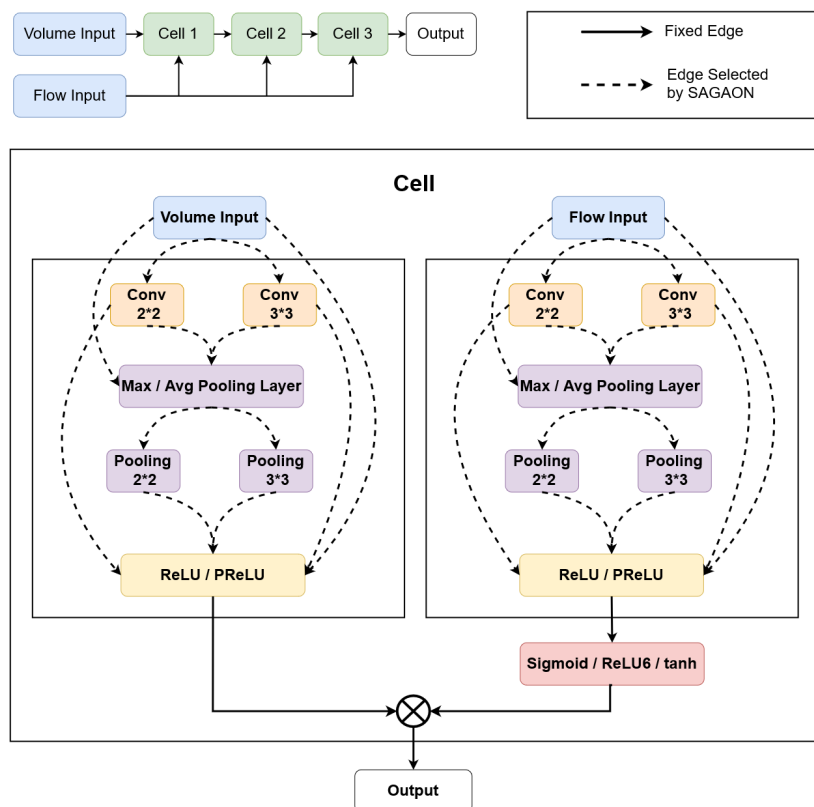 Volume Input
Cell 1
Cell 2
Cell 3
Output
Flow Input
Fixed Edge
Edge Selected
by SAGAON
Cell
Volume Input
Flow Input
Conv
2*2
Conv
3*3
Conv
2*2
Conv
3*3
Max / Avg Pooling Layer
Max / Avg Pooling Layer
Pooling
2*2
Pooling
3*3
Pooling
2*2
Pooling
3*3
ReLU / PReLU
ReLU / PReLU
Sigmoid / ReLU6 / tanh
Output